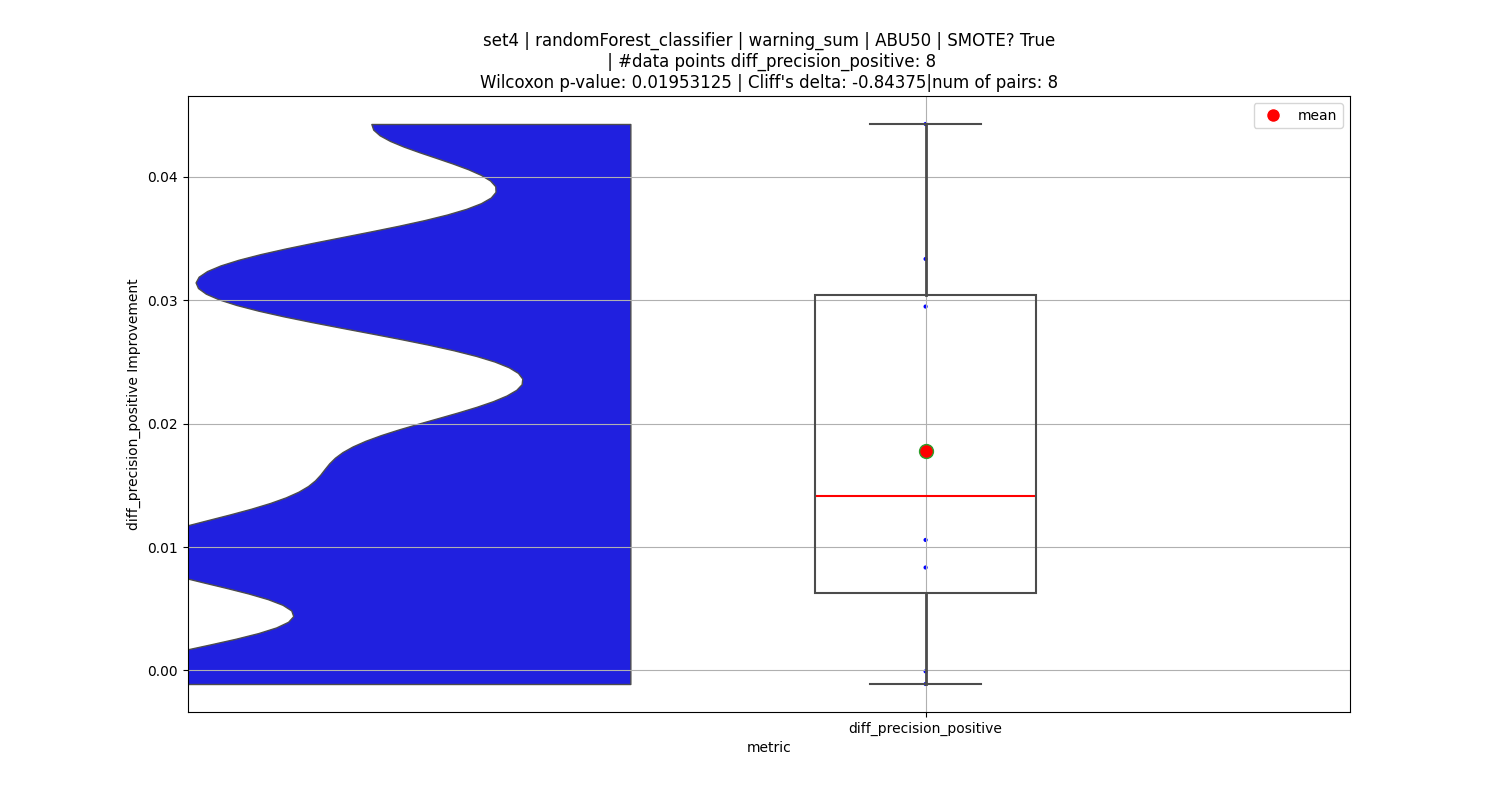 set4 | randomForest_classifier | warning_sum | ABU50 | SMOTE? True
| #data points diff_precision_positive: 8
Wilcoxon p-value: 0.01953125 | Cliff's delta: -0.84375|num of pairs: 8
mean
0.04
0.03
0.02
0.01
0.00
diff_precision_positive Improvement
diff_precision_positive
metric